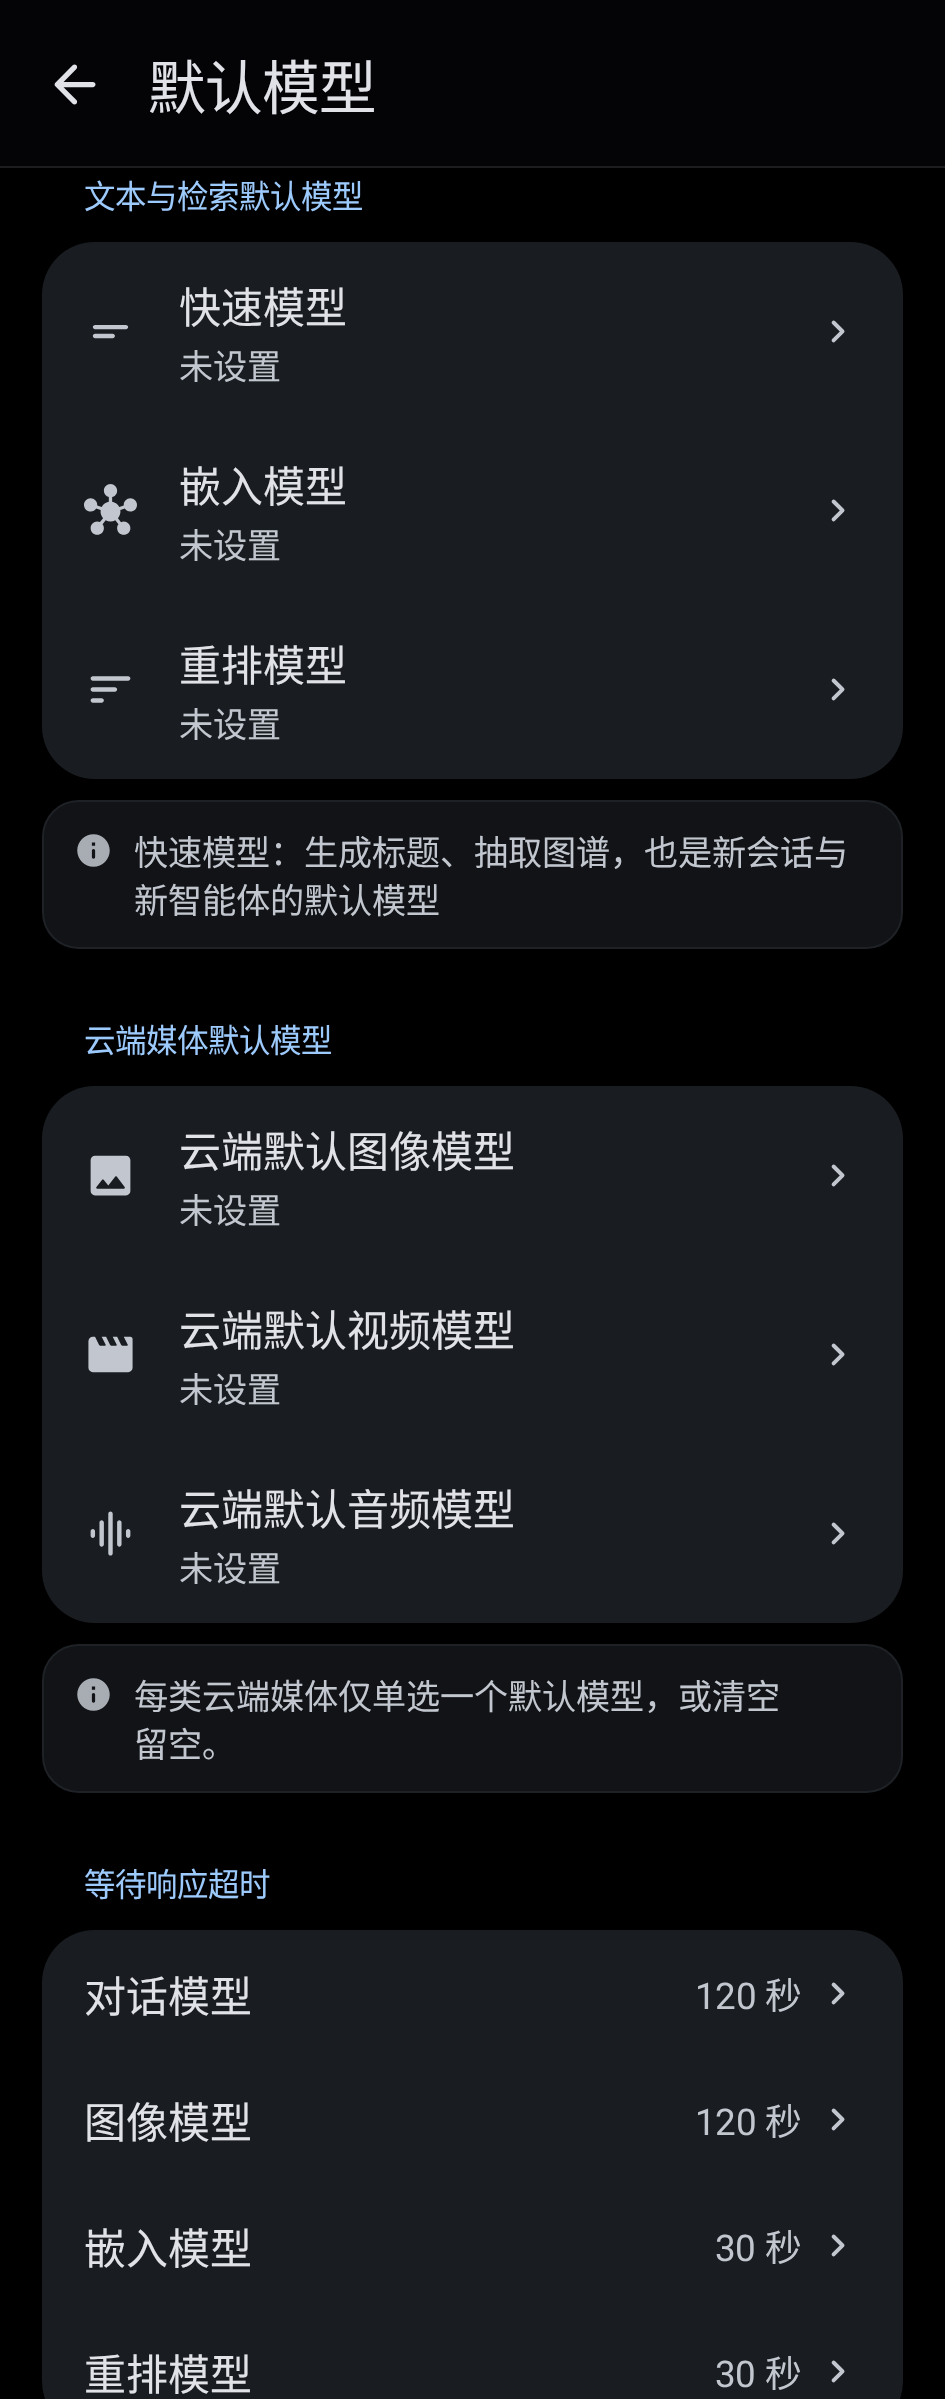 默认模型
文本与检索默认模型
快速模型
未设置
嵌入模型
未设置
重排模型
未设置
快速模型：生成标题、抽取图谱，也是新会话与
新智能体的默认模型
云端媒体默认模型
云端默认图像模型
未设置
云端默认视频模型
未设置
云端默认音频模型
未设置
每类云端媒体仅单选一个默认模型，或清空
留空。
等待响应超时
对话模型 120 秒
图像模型 120 秒
嵌入模型 30 秒
重排模型 30 秒